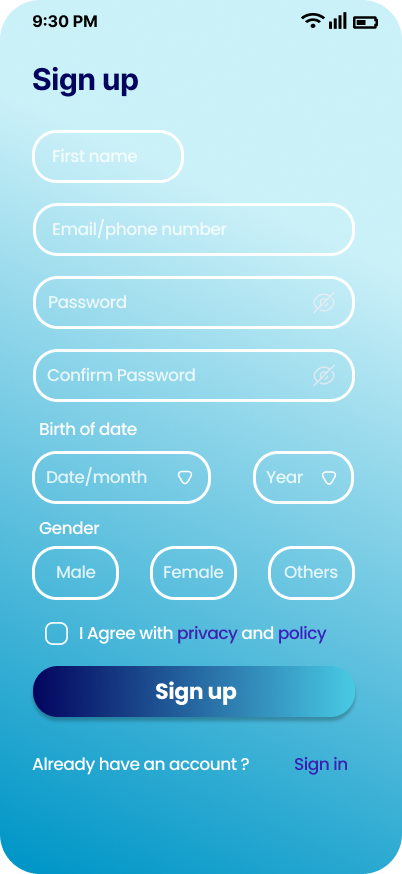 9:30 PM
Sign up
First name
Email/phone number
Password
Confirm Password
Birth of date
Date/month Year
Gender
Male Female Others
I Agree with privacy and policy
Sign up
Already have an account ? Sign in